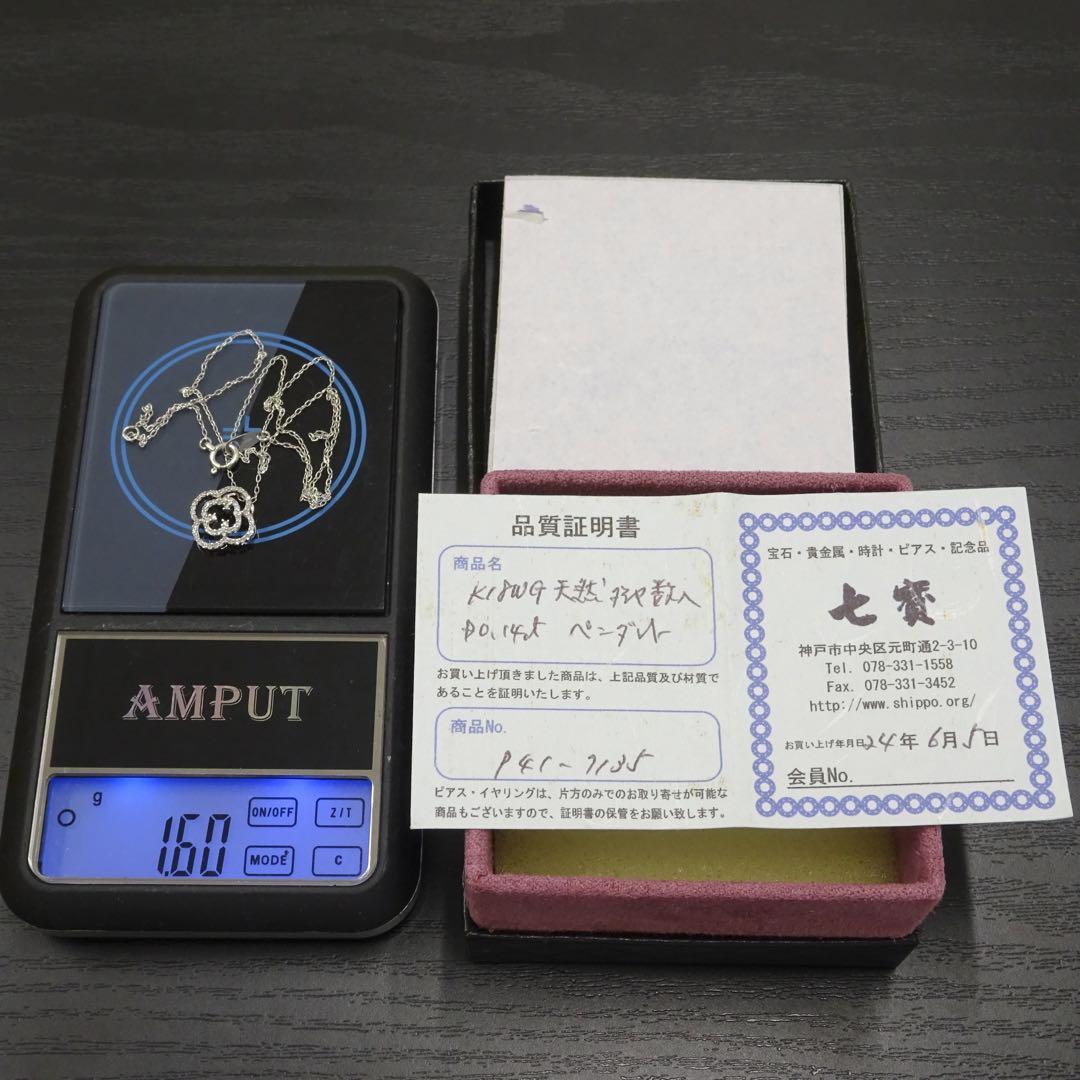 AMPUT
g
1.60
ON/OFF
Z/T
MODE
C
品質証明書
商品名
K18WG 天然ダイヤ数入
D0.14ct ペンダント
お買い上げ頂きました商品は、上記品質及び材質で
あることを証明いたします。
商品No.
ピアス・イヤリングは、片方のみでのお取り寄せが可能な
商品もございますので、証明書の保管をお願い致します。
宝石・貴金属・時計・ピアス・記念品
七寳
神戸市中央区元町通2-3-10
Tel. 078-331-1558
Fax. 078-331-3452
http://www.shippo.org/
お買い上げ年月日24年6月5日
会員No.